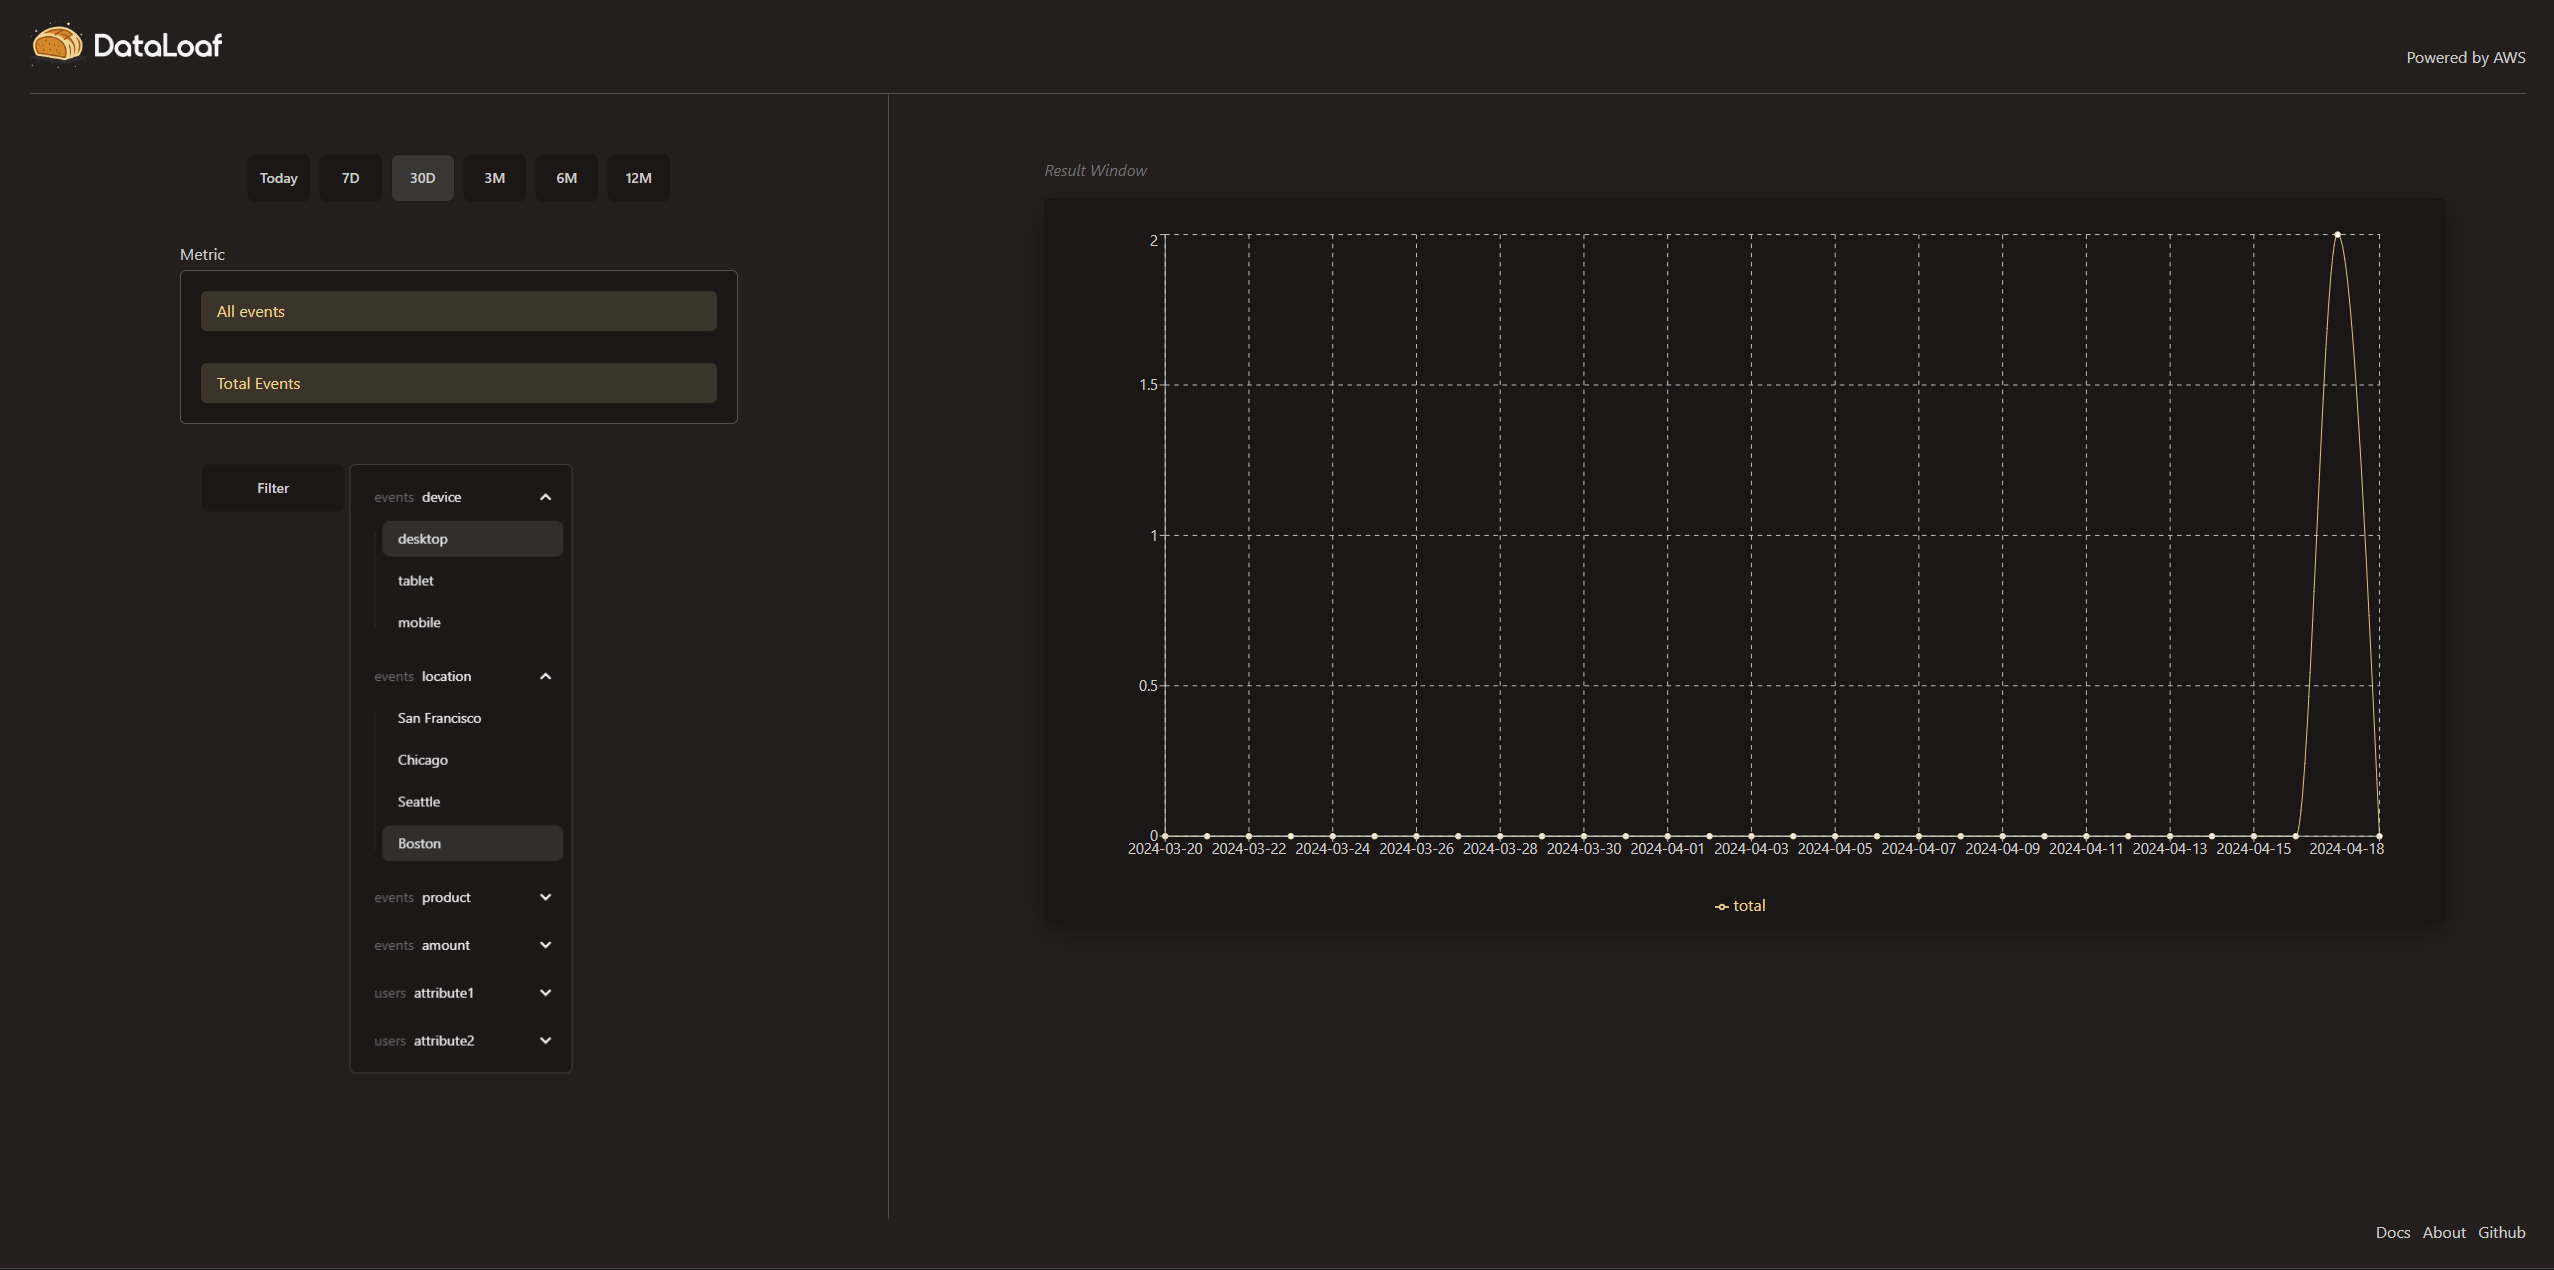 DataLoaf
Powered by AWS
Today 7D 30D 3M 6M 12M
Metric
All events
Total Events
Filter
events device
desktop
tablet
mobile
events location
San Francisco
Chicago
Seattle
Boston
events product
events amount
users attribute1
users attribute2
Result Window
2
1.5
1
0.5
0
2024-03-20 2024-03-22 2024-03-24 2024-03-26 2024-03-28 2024-03-30 2024-04-01 2024-04-03 2024-04-05 2024-04-07 2024-04-09 2024-04-11 2024-04-13 2024-04-15 2024-04-18
total
Docs About Github